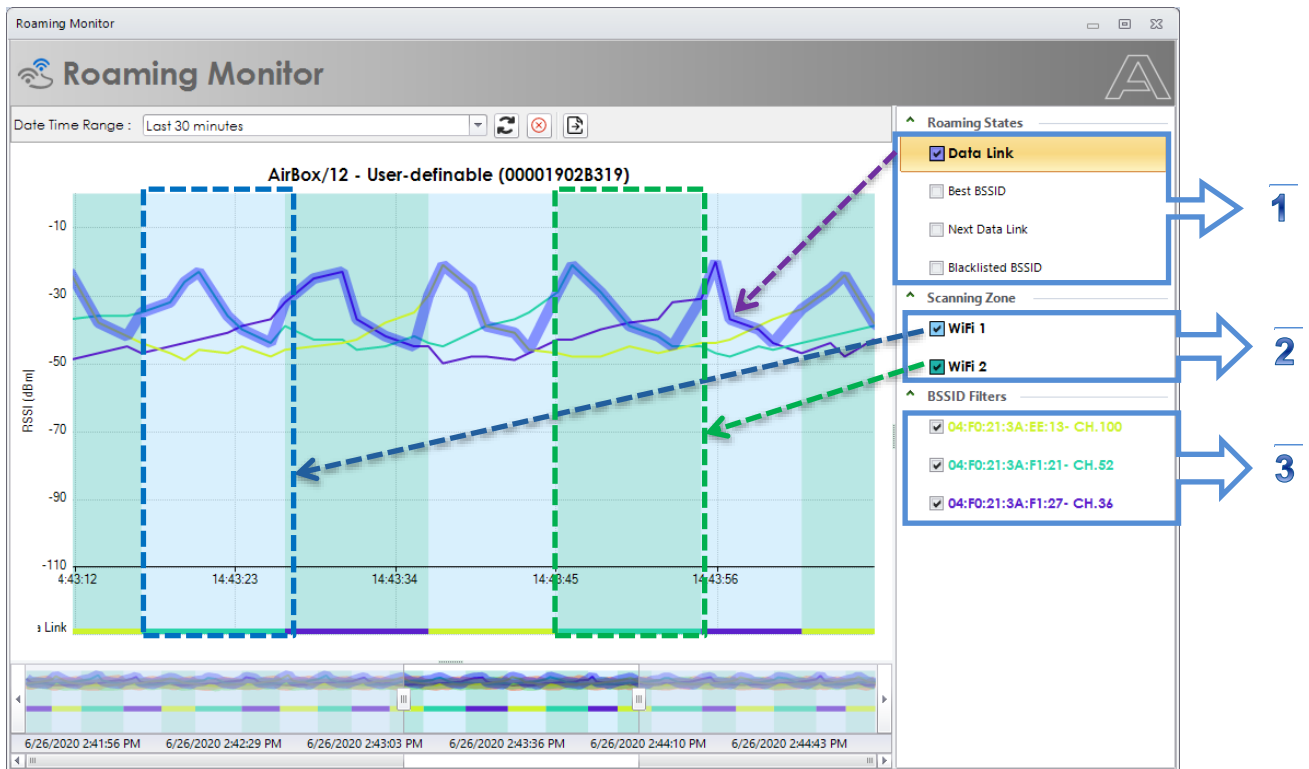 Roaming Monitor
Roaming Monitor
Date Time Range : Last 30 minutes
AirBox/12 - User-definable (00001902B319)
RSSI [dBm]
-10
-30
-50
-70
-90
-110
4:43:12 14:43:23 14:43:34 14:43:45 14:43:56
a Link
6/26/2020 2:41:56 PM 6/26/2020 2:42:29 PM 6/26/2020 2:43:03 PM 6/26/2020 2:43:36 PM 6/26/2020 2:44:10 PM 6/26/2020 2:44:43 PM
Roaming States
Data Link
Best BSSID
Next Data Link
Blacklisted BSSID
1
Scanning Zone
WiFi 1
WiFi 2
2
BSSID Filters
04:F0:21:3A:EE:13- CH.100
04:F0:21:3A:F1:21- CH.52
04:F0:21:3A:F1:27- CH.36
3